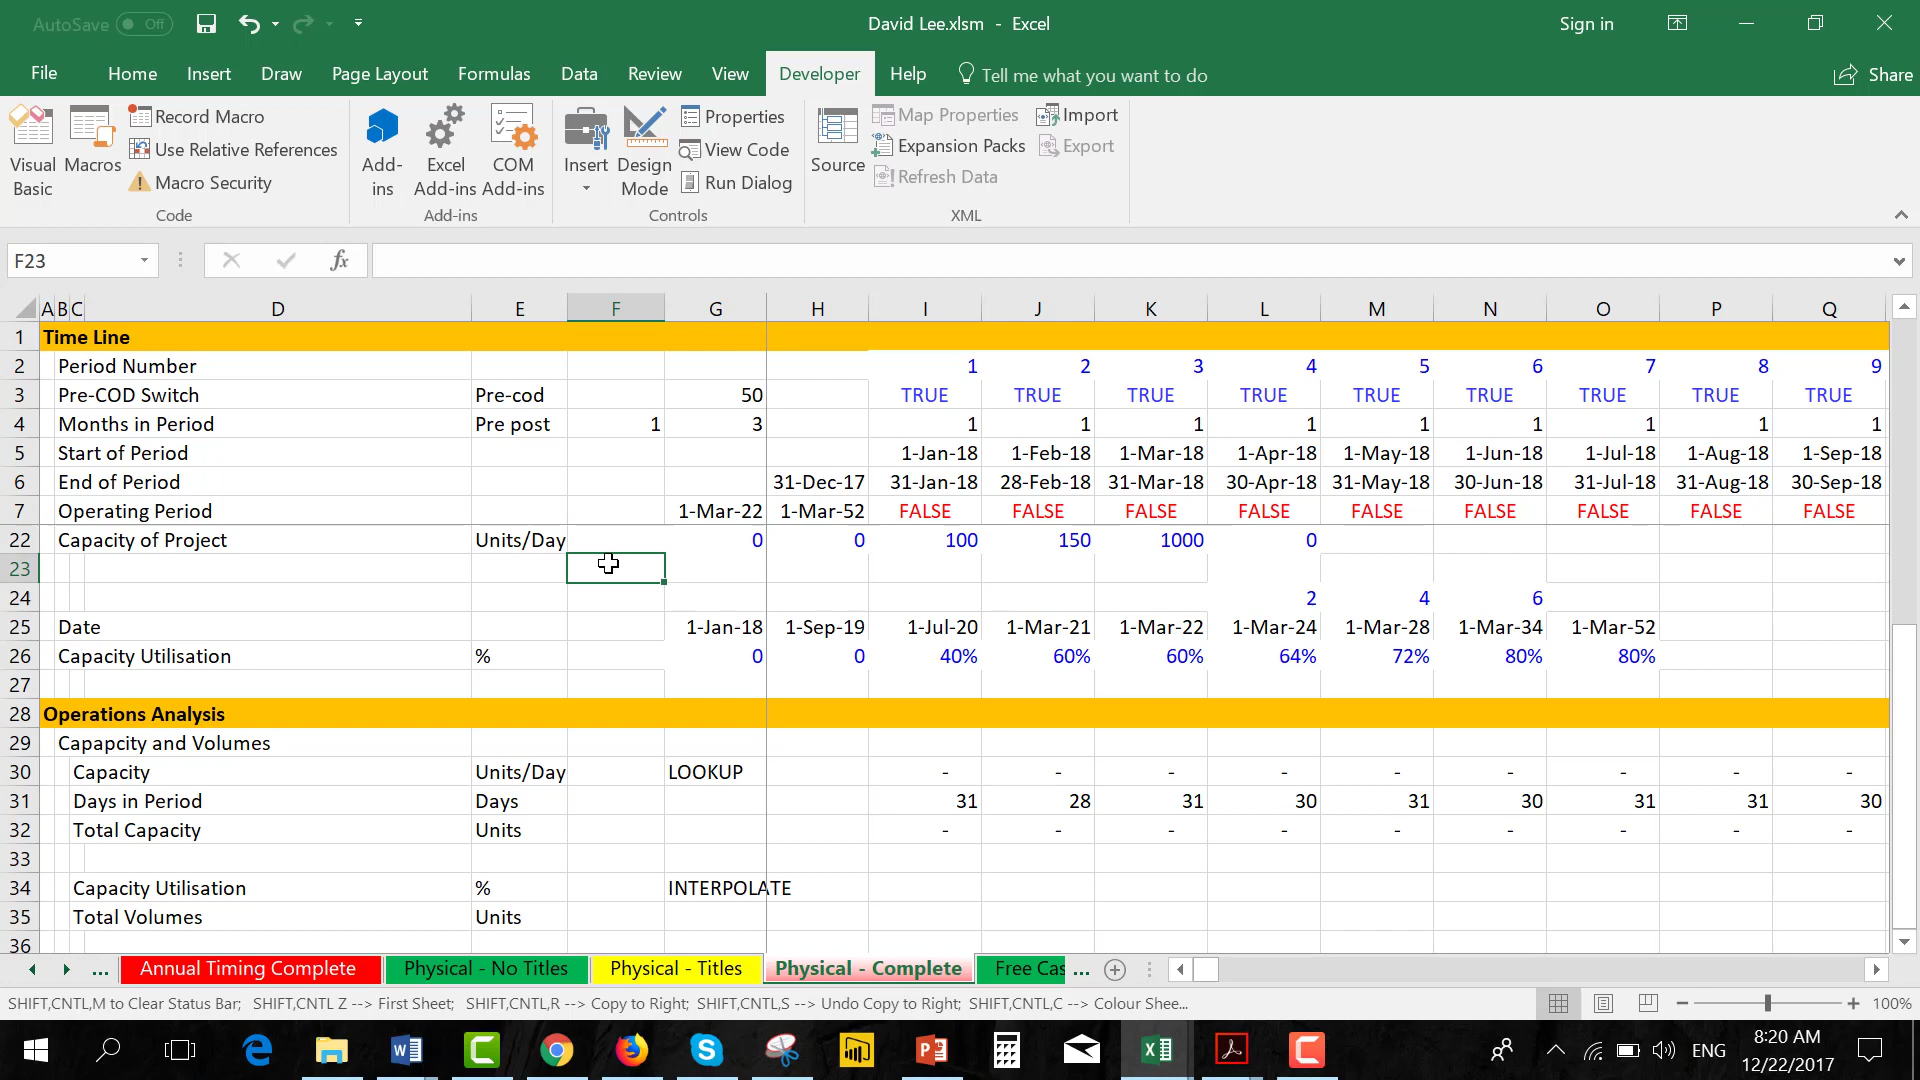 AutoSave Off David Lee.xlsm - Excel Sign in
File Home Insert Draw Page Layout Formulas Data Review View Developer Help Tell me what you want to do Share
Visual Basic
Macros
Record Macro
Use Relative References
Macro Security
Code
Add-ins
Excel Add-ins
COM Add-ins
Add-ins
Insert
Design Mode
Properties
View Code
Run Dialog
Controls
Source
Map Properties
Expansion Packs
Refresh Data
Import
Export
XML
F23 fx
A B C D E F G H I J K L M N O P Q
1 Time Line
2 Period Number 1 2 3 4 5 6 7 8 9
3 Pre-COD Switch Pre-cod 50 TRUE TRUE TRUE TRUE TRUE TRUE TRUE TRUE TRUE
4 Months in Period Pre post 1 3 1 1 1 1 1 1 1 1 1
5 Start of Period 1-Jan-18 1-Feb-18 1-Mar-18 1-Apr-18 1-May-18 1-Jun-18 1-Jul-18 1-Aug-18 1-Sep-18
6 End of Period 31-Dec-17 31-Jan-18 28-Feb-18 31-Mar-18 30-Apr-18 31-May-18 30-Jun-18 31-Jul-18 31-Aug-18 30-Sep-18
7 Operating Period 1-Mar-22 1-Mar-52 FALSE FALSE FALSE FALSE FALSE FALSE FALSE FALSE FALSE
22 Capacity of Project Units/Day 0 0 100 150 1000 0
23
24 2 4 6
25 Date 1-Jan-18 1-Sep-19 1-Jul-20 1-Mar-21 1-Mar-22 1-Mar-24 1-Mar-28 1-Mar-34 1-Mar-52
26 Capacity Utilisation % 0 0 40% 60% 60% 64% 72% 80% 80%
27
28 Operations Analysis
29 Capapcity and Volumes
30 Capacity Units/Day LOOKUP - - - - - - - - -
31 Days in Period Days 31 28 31 30 31 30 31 31 30
32 Total Capacity Units - - - - - - - - -
33
34 Capacity Utilisation % INTERPOLATE
35 Total Volumes Units
36
... Annual Timing Complete Physical - No Titles Physical - Titles Physical - Complete Free Cas ...
SHIFT,CNTL,M to Clear Status Bar; SHIFT,CNTL Z --> First Sheet; SHIFT,CNTL,R --> Copy to Right; SHIFT,CNTL,S --> Undo Copy to Right; SHIFT,CNTL,C --> Colour Shee... 100%
ENG 8:20 AM
12/22/2017